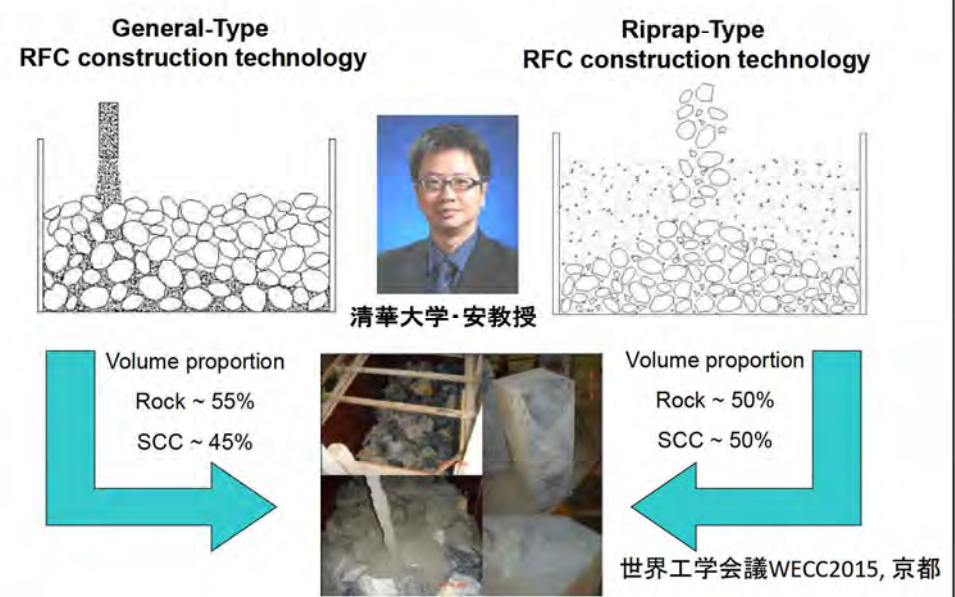 General-Type
RFC construction technology
Riprap-Type
RFC construction technology
清華大学・安教授
Volume proportion
Rock ~ 55%
SCC ~ 45%
Volume proportion
Rock ~ 50%
SCC ~ 50%
世界工学会議WECC2015, 京都